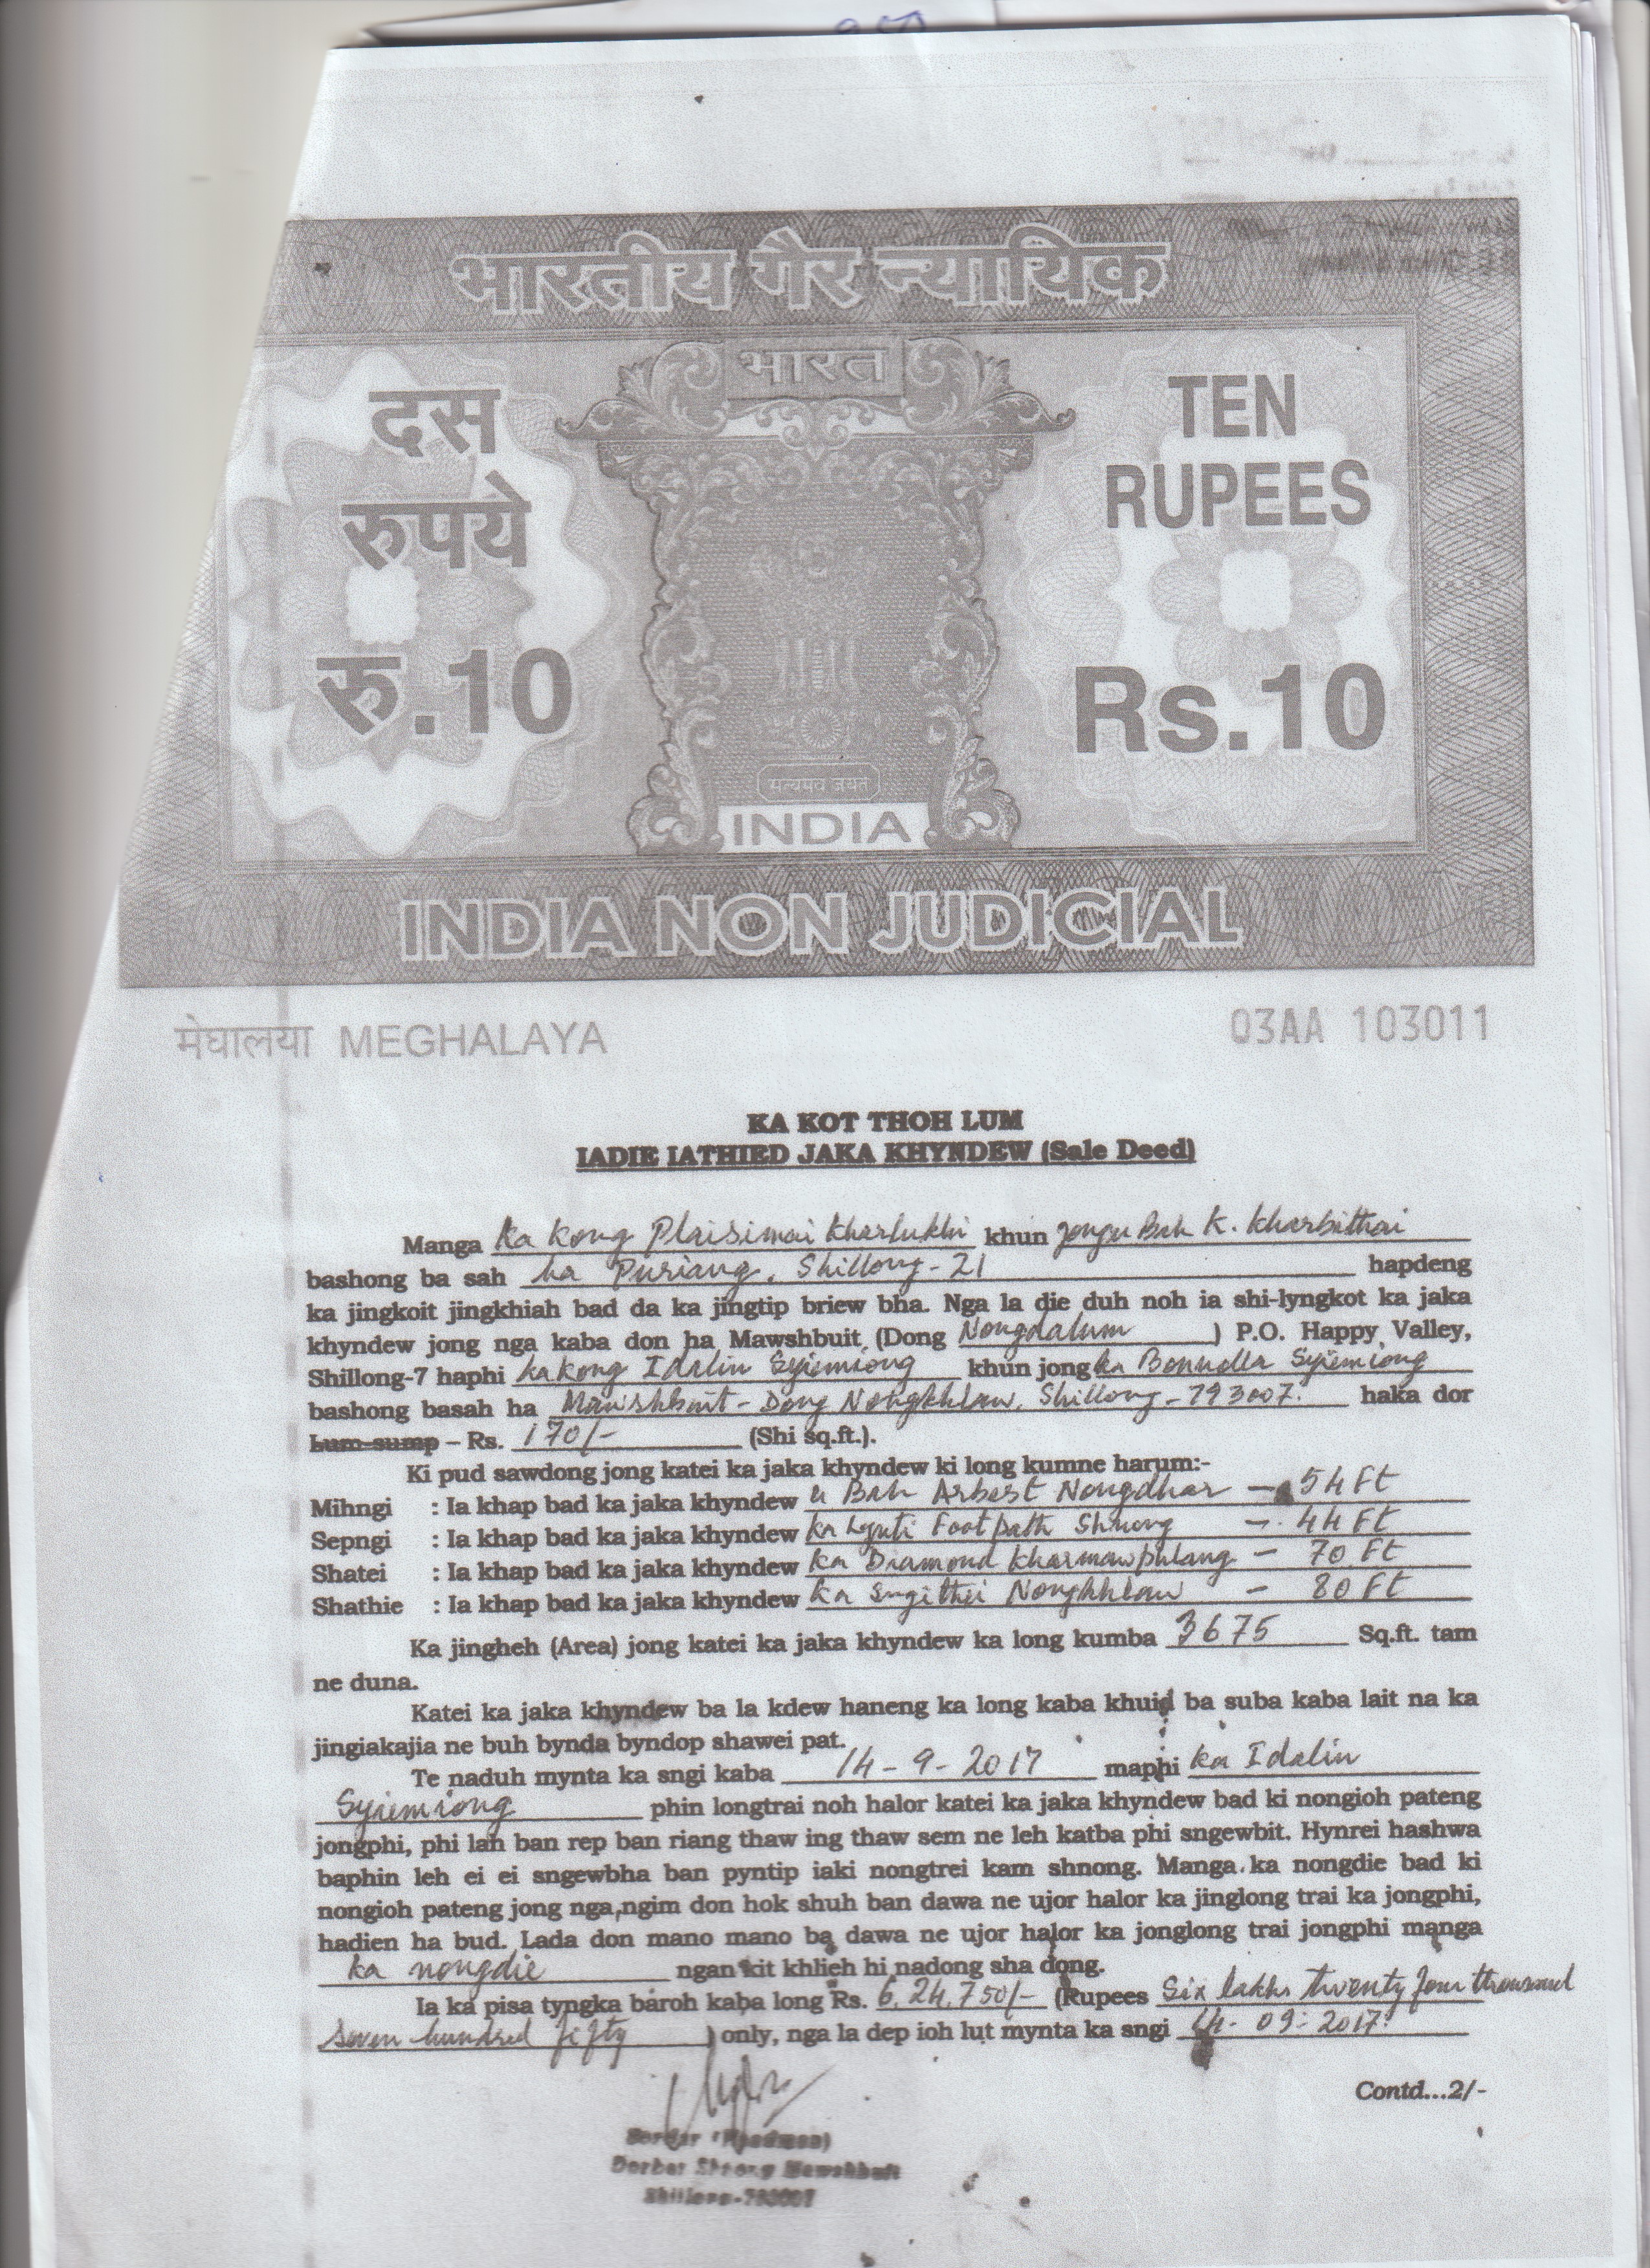 भारतीय गैर न्यायिक
भारत
दस
रुपये
रु.10
TEN
RUPEES
Rs.10
सत्यमेव जयते
INDIA
INDIA NON JUDICIAL
मेघालया MEGHALAYA
03AA 103011
KA KOT THOH LUM
IADIE IATHIED JAKA KHYNDEW (Sale Deed)
Manga Ka Kong Plaisimai Kharlukhi khun jong u Bah K. Kharbithai
bashong ba sah ha Puriang, Shillong-21 hapdeng
ka jingkoit jingkhiah bad da ka jingtip briew bha. Nga la die duh noh ia shi-lyngkot ka jaka
khyndew jong nga kaba don ha Mawshbuit (Dong Nongdalum ) P.O. Happy Valley,
Shillong-7 haphi ka kong Idalin Syiemiong khun jong ka Benndla Syiemiong
bashong basah ha Mawshbuit - Dong Nongkhlaw, Shillong-793007. haka dor
Lum-sump – Rs. 170/- (Shi sq.ft.).
Ki pud sawdong jong katei ka jaka khyndew ki long kumne harum:-
Mihngi : Ia khap bad ka jaka khyndew u Bah Arbest Nongdhar - 54 Ft
Sepngi : Ia khap bad ka jaka khyndew ka Lynti Footpath Shnong - 44 Ft
Shatei : Ia khap bad ka jaka khyndew Ka Diamond Kharmawphlang - 70 Ft
Shathie : Ia khap bad ka jaka khyndew Ka Sngithei Nongkhlaw - 80 Ft
Ka jingheh (Area) jong katei ka jaka khyndew ka long kumba 3675 Sq.ft. tam
ne duna.
Katei ka jaka khyndew ba la kdew haneng ka long kaba khuid ba suba kaba lait na ka
jingiakajia ne buh bynda byndop shawei pat.
Te naduh mynta ka sngi kaba 14-9-2017 maphi ka Idalin
Syiemiong phin longtrai noh halor katei ka jaka khyndew bad ki nongioh pateng
jongphi, phi lah ban rep ban riang thaw ing thaw sem ne leh katba phi sngewbit. Hynrei hashwa
baphin leh ei ei sngewbha ban pyntip iaki nongtrei kam shnong. Manga ka nongdie bad ki
nongioh pateng jong nga,ngim don hok shuh ban dawa ne ujor halor ka jinglong trai ka jongphi,
hadien ha bud. Lada don mano mano ba dawa ne ujor halor ka jonglong trai jongphi manga
ka nongdie ngan kit khlieh hi nadong sha dong.
Ia ka pisa tyngka baroh kaba long Rs. 6,24,750/- (Rupees Six lakhs twenty four thousand
seven hundred fifty ) only, nga la dep ioh lut mynta ka sngi 14-09-2017.
Contd...2/-
Sordar (Headman)
Dorbar Shnong Mawshbuit
Shillong-793007